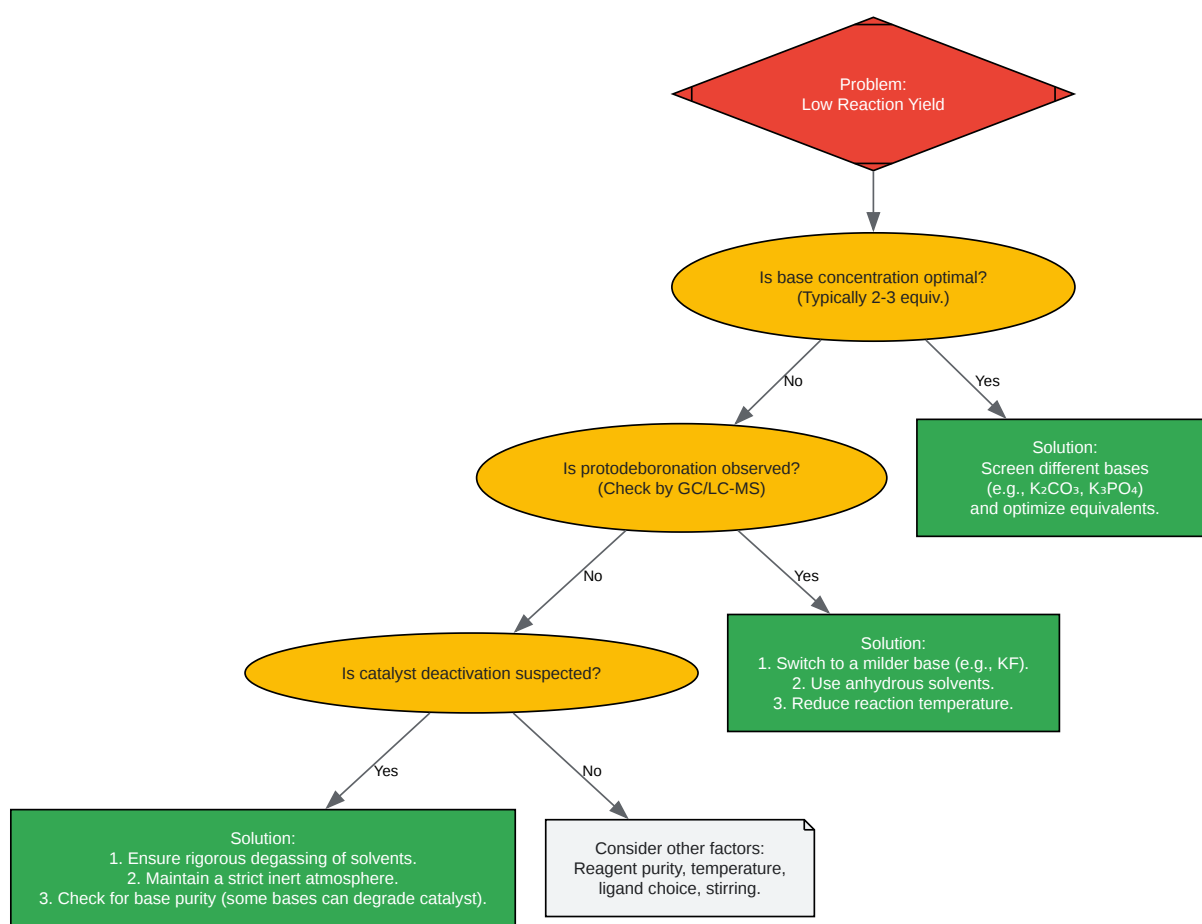 Problem:
Low Reaction Yield
Is base concentration optimal?
(Typically 2-3 equiv.)
No
Yes
Is protodeboronation observed?
(Check by GC/LC-MS)
Solution:
Screen different bases
(e.g., K₂CO₃, K₃PO₄)
and optimize equivalents.
No
Yes
Is catalyst deactivation suspected?
Solution:
1. Switch to a milder base (e.g., KF).
2. Use anhydrous solvents.
3. Reduce reaction temperature.
Yes
No
Solution:
1. Ensure rigorous degassing of solvents.
2. Maintain a strict inert atmosphere.
3. Check for base purity (some bases can degrade catalyst).
Consider other factors:
Reagent purity, temperature,
ligand choice, stirring.